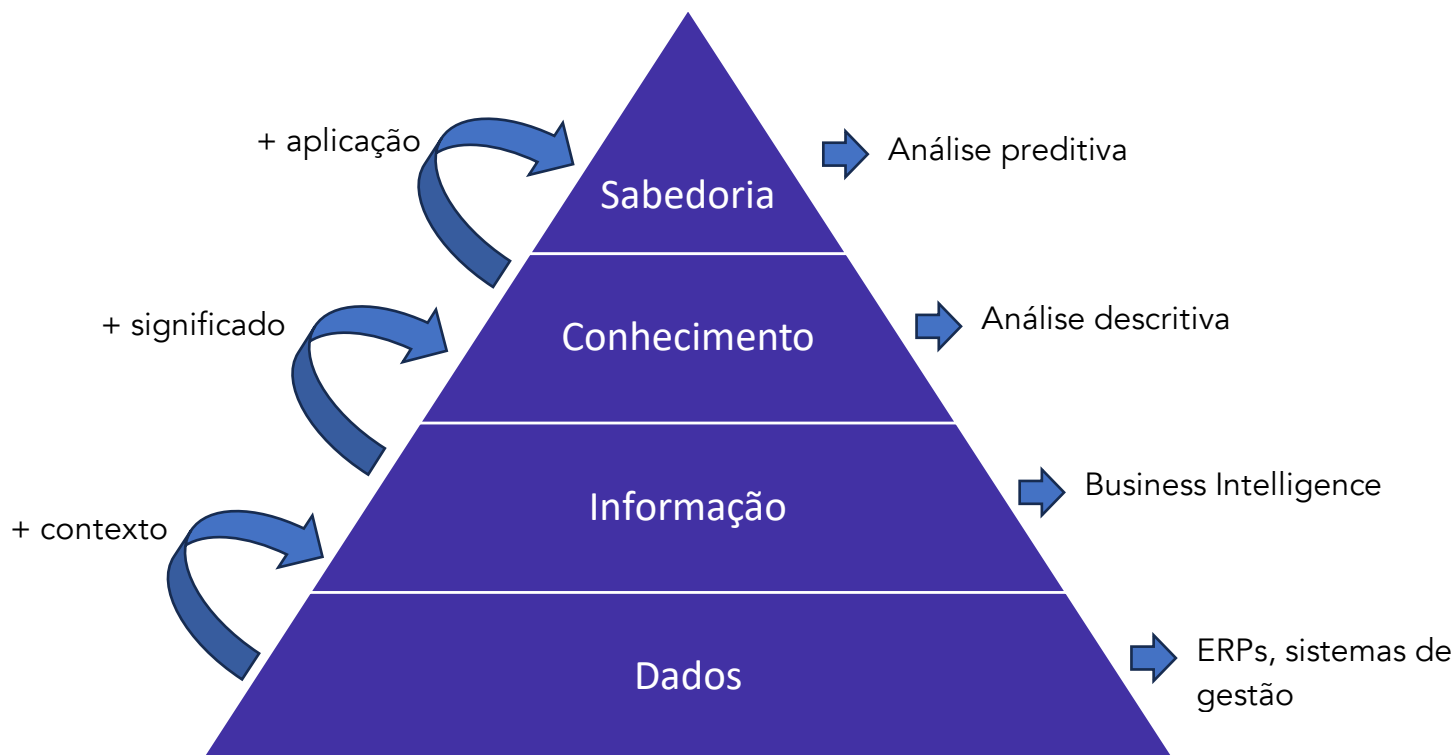 + aplicação
Análise preditiva
Sabedoria
+ significado
Conhecimento
Análise descritiva
+ contexto
Informação
Business Intelligence
Dados
ERPs, sistemas de
gestão